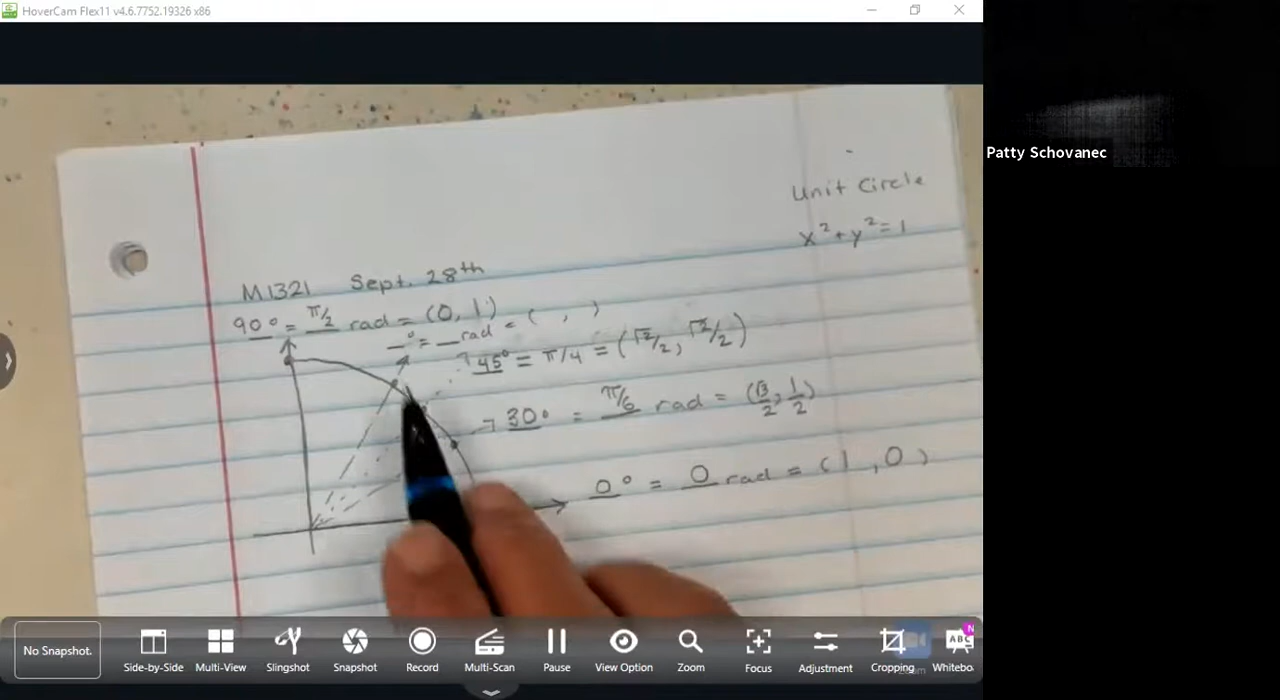 HoverCam Flex11 v4.6.7752.19326 x86
Patty Schovanec
Unit Circle
x²+y²=1
M1321 Sept. 28th
90° = π/2 rad = (0, 1)
_° = _rad = ( , )
45° = π/4 = (√2/2, √2/2)
30° = π/6 rad = (√3/2, 1/2)
0° = 0 rad = (1, 0)
No Snapshot.
Side-by-Side
Multi-View
Slingshot
Snapshot
Record
Multi-Scan
Pause
View Option
Zoom
Focus
Adjustment
Cropping
ABC
N
Whiteboa